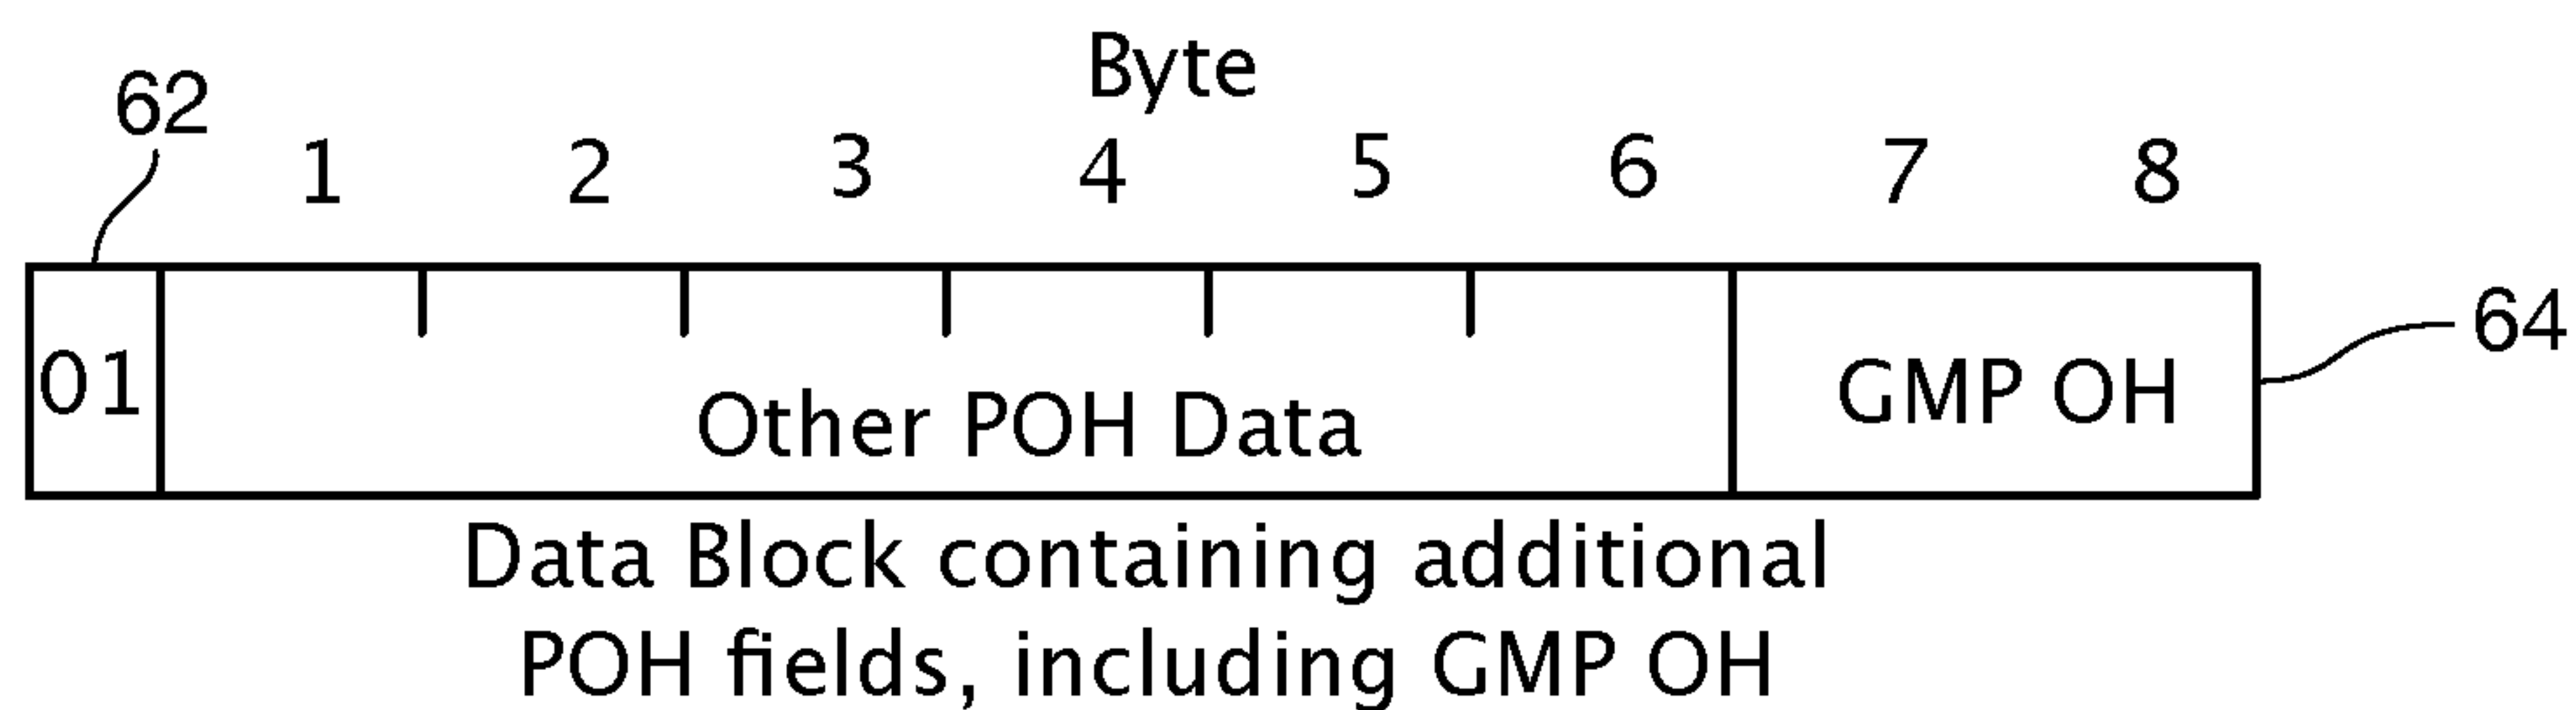 Byte
62
1 2 3 4 5 6 7 8
01 Other POH Data GMP OH
64
Data Block containing additional
POH fields, including GMP OH